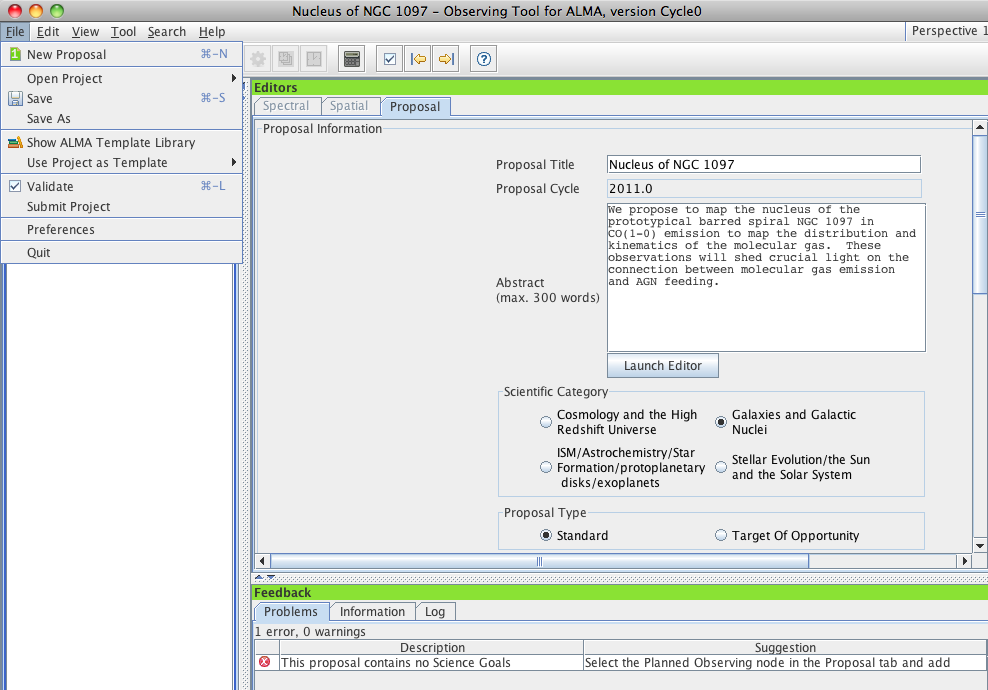 Nucleus of NGC 1097 – Observing Tool for ALMA, version Cycle0
File Edit View Tool Search Help
Perspective 1
New Proposal ⌘-N
Open Project
Save ⌘-S
Save As
Show ALMA Template Library
Use Project as Template
Validate ⌘-L
Submit Project
Preferences
Quit
Editors
Spectral Spatial Proposal
Proposal Information
Proposal Title Nucleus of NGC 1097
Proposal Cycle 2011.0
Abstract
(max. 300 words)
We propose to map the nucleus of the
prototypical barred spiral NGC 1097 in
CO(1-0) emission to map the distribution and
kinematics of the molecular gas. These
observations will shed crucial light on the
connection between molecular gas emission
and AGN feeding.
Launch Editor
Scientific Category
Cosmology and the High
Redshift Universe
Galaxies and Galactic
Nuclei
ISM/Astrochemistry/Star
Formation/protoplanetary
disks/exoplanets
Stellar Evolution/the Sun
and the Solar System
Proposal Type
Standard Target Of Opportunity
Feedback
Problems Information Log
1 error, 0 warnings
Description Suggestion
This proposal contains no Science Goals Select the Planned Observing node in the Proposal tab and add